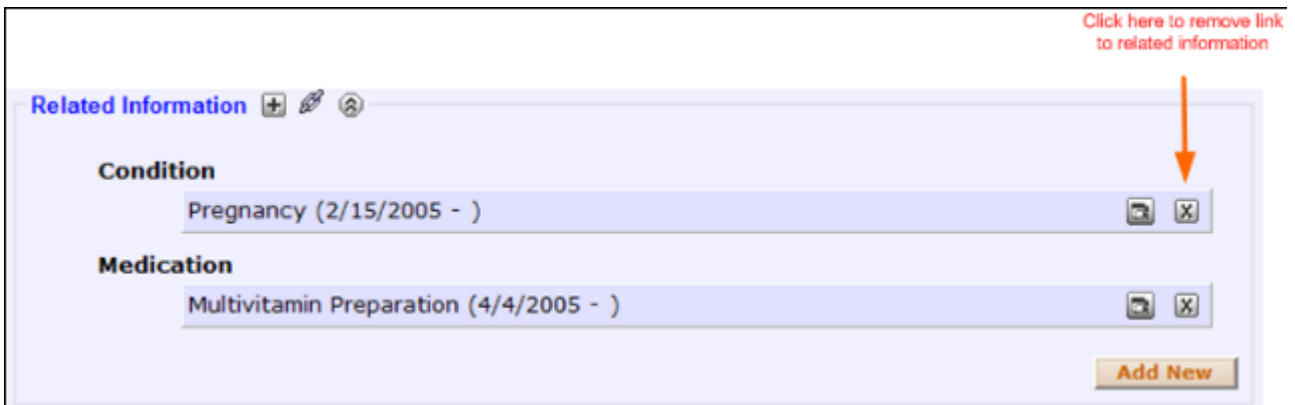 Click here to remove link
to related information
Related Information
Condition
Pregnancy (2/15/2005 - )
X
Medication
Multivitamin Preparation (4/4/2005 - )
X
Add New